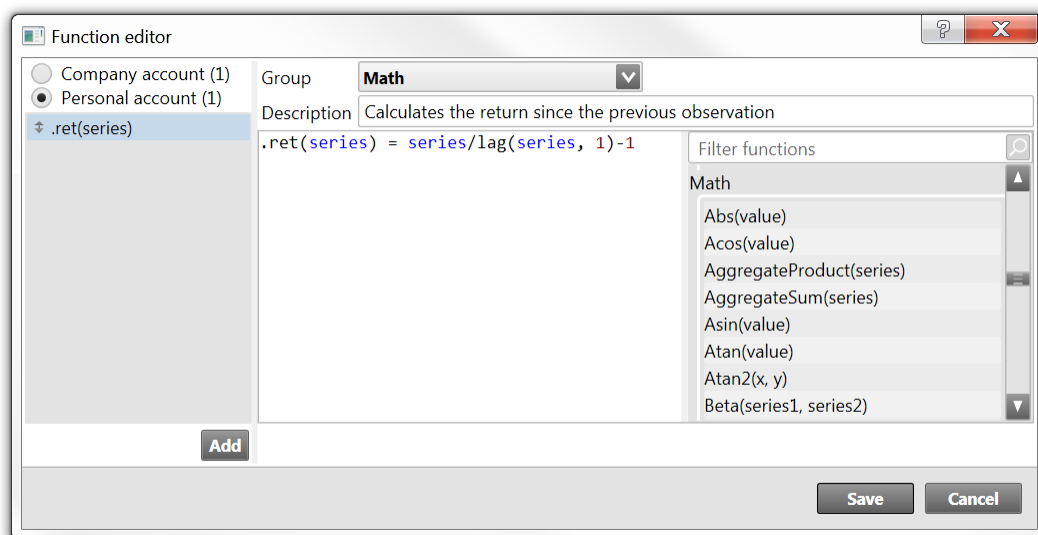 Function editor
?
X
Company account (1)
Personal account (1)
.ret(series)
Add
Group
Math
Description
Calculates the return since the previous observation
.ret(series) = series/lag(series, 1)-1
Filter functions
Math
Abs(value)
Acos(value)
AggregateProduct(series)
AggregateSum(series)
Asin(value)
Atan(value)
Atan2(x, y)
Beta(series1, series2)
Save
Cancel